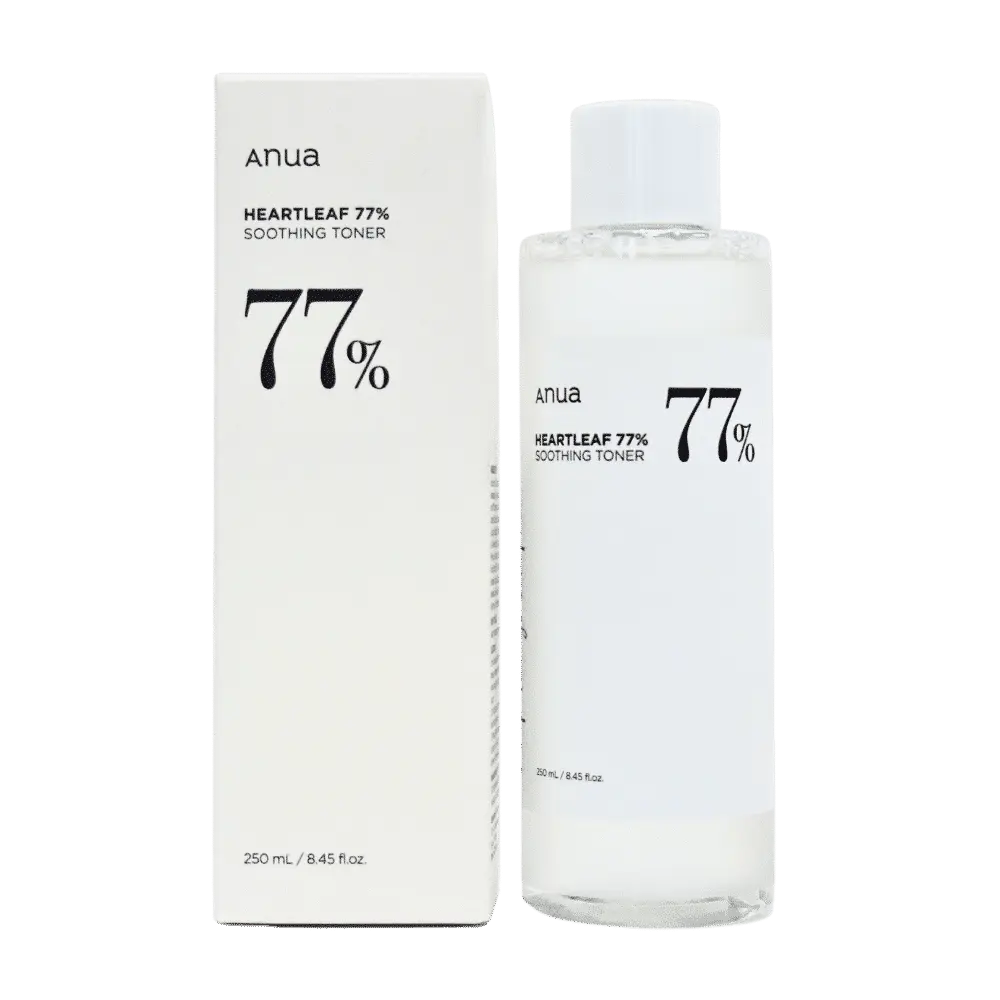 Anua
HEARTLEAF 77%
SOOTHING TONER
77%
250 mL / 8.45 fl.oz.
Anua
HEARTLEAF 77%
SOOTHING TONER
77%
250 mL / 8.45 fl.oz.